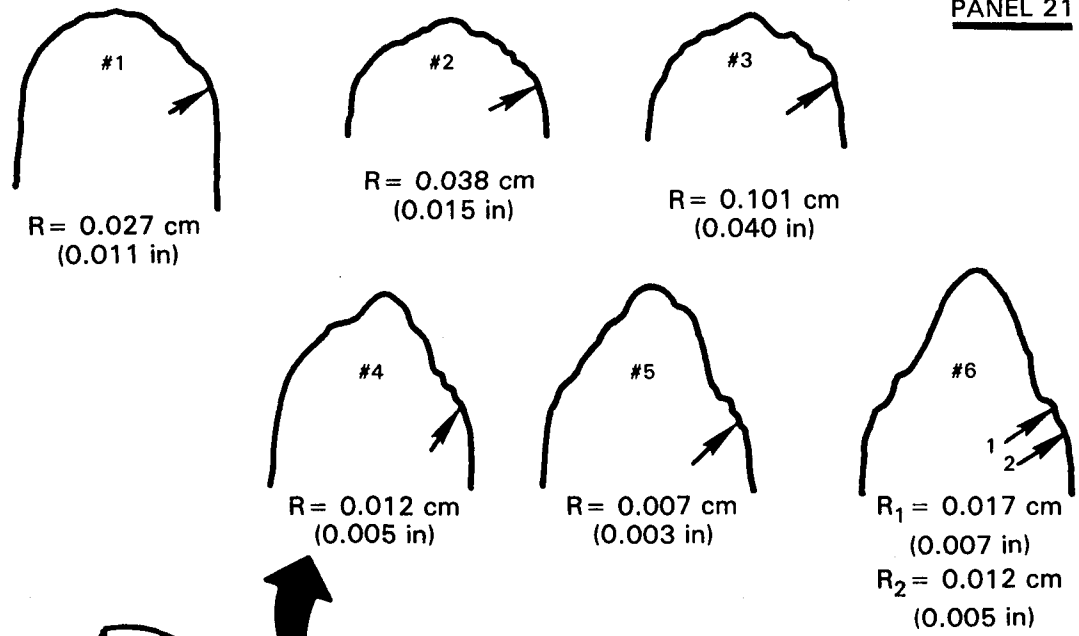 PANEL 21
#1
#2
#3
R= 0.027 cm
(0.011 in)
R= 0.038 cm
(0.015 in)
R= 0.101 cm
(0.040 in)
#4
#5
#6
1
2
R= 0.012 cm
(0.005 in)
R= 0.007 cm
(0.003 in)
R₁= 0.017 cm
(0.007 in)
R₂= 0.012 cm
(0.005 in)